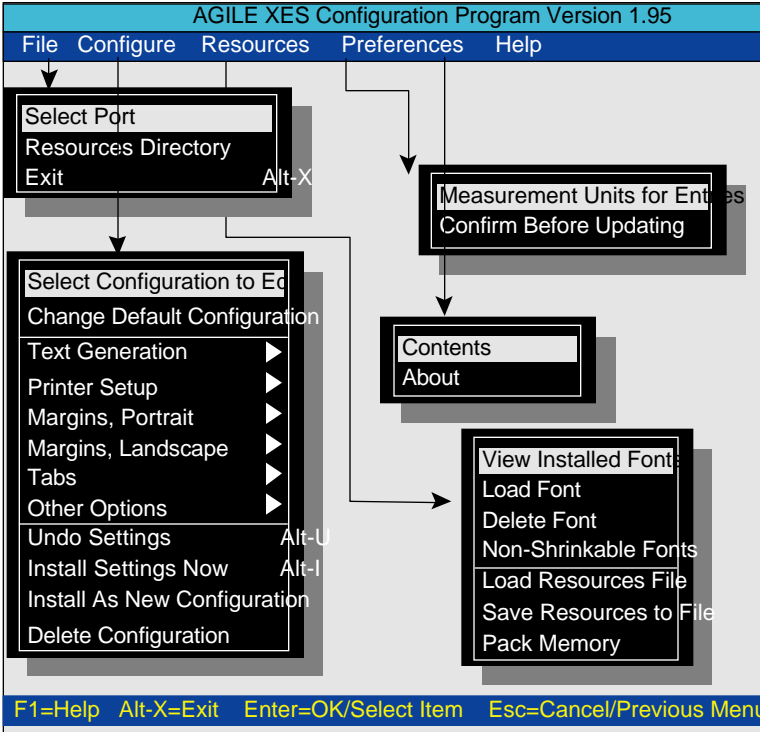 AGILE XES Configuration Program Version 1.95
File Configure Resources Preferences Help
Select Port
Resources Directory
Exit Alt-X
Measurement Units for Entries
Confirm Before Updating
Select Configuration to Ed
Change Default Configuration
Text Generation
Printer Setup
Margins, Portrait
Margins, Landscape
Tabs
Other Options
Undo Settings Alt-U
Install Settings Now Alt-I
Install As New Configuration
Delete Configuration
Contents
About
View Installed Fonts
Load Font
Delete Font
Non-Shrinkable Fonts
Load Resources File
Save Resources to File
Pack Memory
F1=Help Alt-X=Exit Enter=OK/Select Item Esc=Cancel/Previous Menu